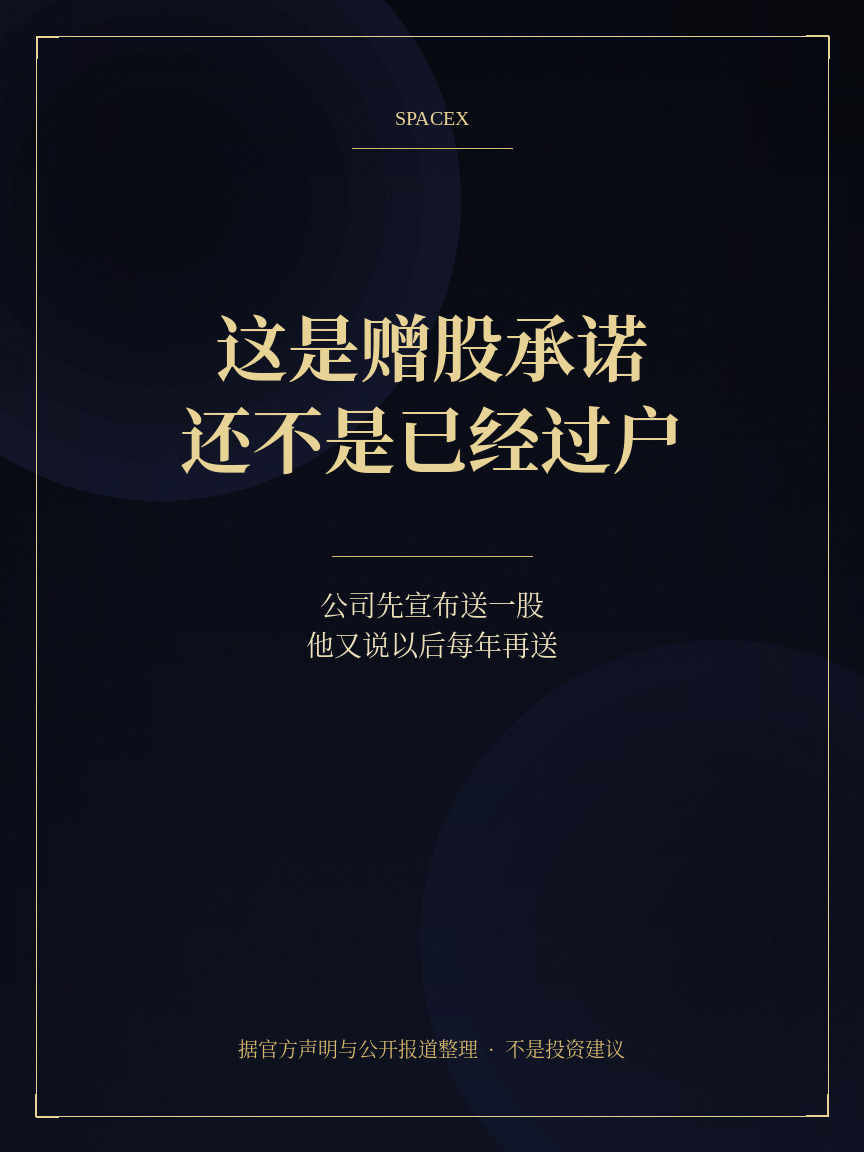 SPACEX
这是赠股承诺
还不是已经过户
公司先宣布送一股
他又说以后每年再送
据官方声明与公开报道整理 · 不是投资建议